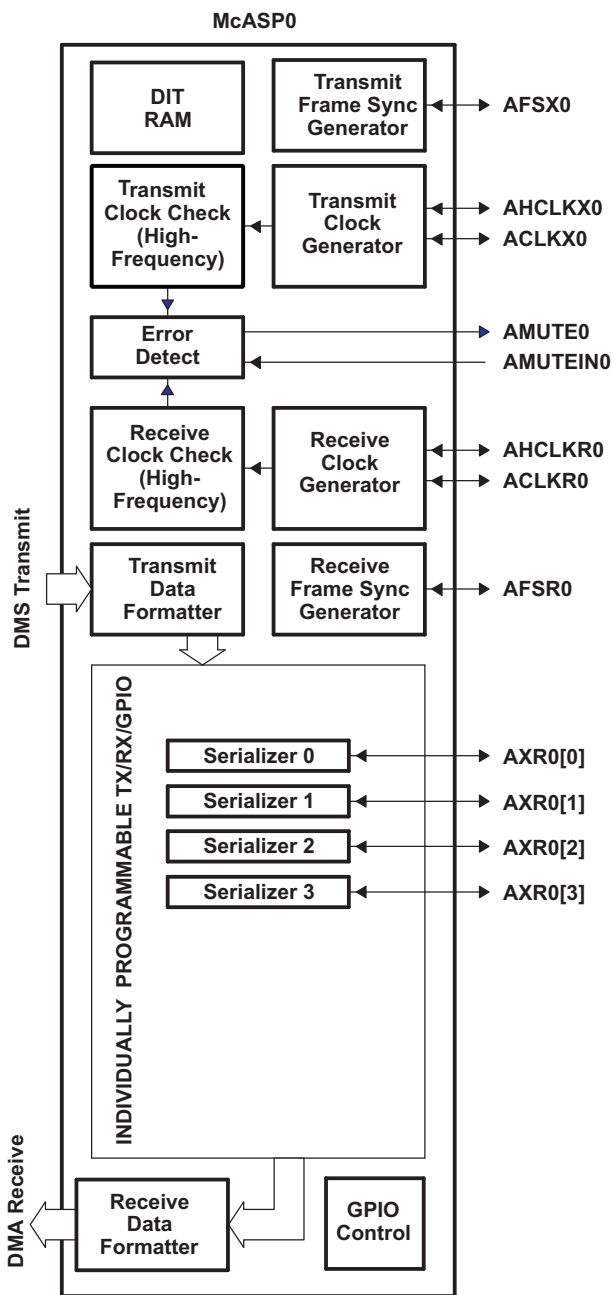 McASP0
DIT
RAM
Transmit
Frame Sync
Generator
AFSX0
Transmit
Clock Check
(High-
Frequency)
Transmit
Clock
Generator
AHCLKX0
ACLKX0
Error
Detect
AMUTE0
AMUTEIN0
Receive
Clock Check
(High-
Frequency)
Receive
Clock
Generator
AHCLKR0
ACLKR0
DMS Transmit
Transmit
Data
Formatter
Receive
Frame Sync
Generator
AFSR0
INDIVIDUALLY PROGRAMMABLE TX/RX/GPIO
Serializer 0
AXR0[0]
Serializer 1
AXR0[1]
Serializer 2
AXR0[2]
Serializer 3
AXR0[3]
DMA Receive
Receive
Data
Formatter
GPIO
Control